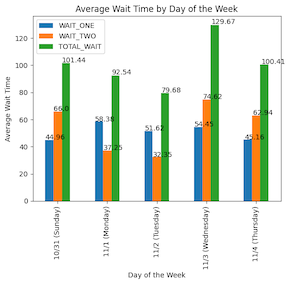 Average Wait Time by Day of the Week
WAIT_ONE
WAIT_TWO
TOTAL_WAIT
Average Wait Time
120
100
80
60
40
20
0
44.96
66.0
101.44
58.38
37.25
92.54
51.62
32.35
79.68
54.45
74.62
129.67
45.16
62.94
100.41
10/31 (Sunday)
11/1 (Monday)
11/2 (Tuesday)
11/3 (Wednesday)
11/4 (Thursday)
Day of the Week